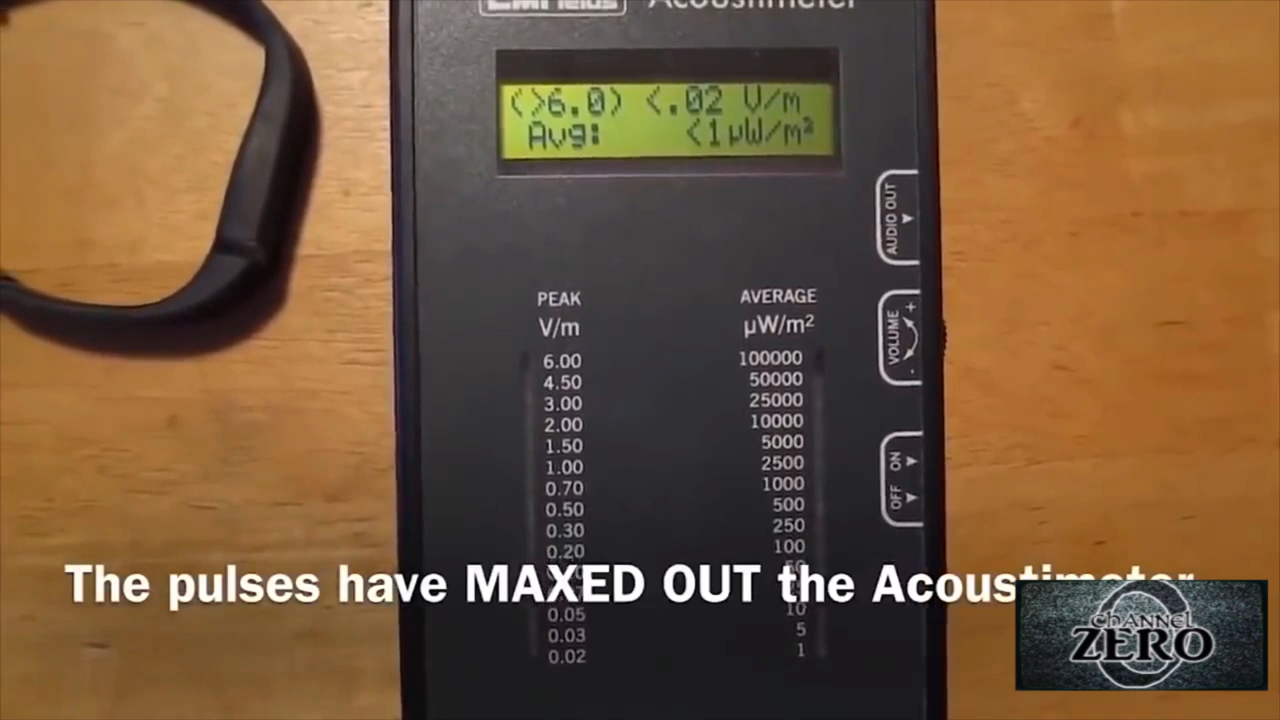 EMFields Acoustimeter
(>6.0) <.02 V/m
Avg: <1µW/m²
AUDIO OUT
PEAK AVERAGE
V/m µW/m²
6.00 100000
4.50 50000
3.00 25000
2.00 10000
1.50 5000
1.00 2500
0.70 1000
0.50 500
0.30 250
0.20 100
0.05 10
0.03 5
0.02 1
VOLUME + -
OFF ON
The pulses have MAXED OUT the Acoustimeter
chANNEL
ZERO